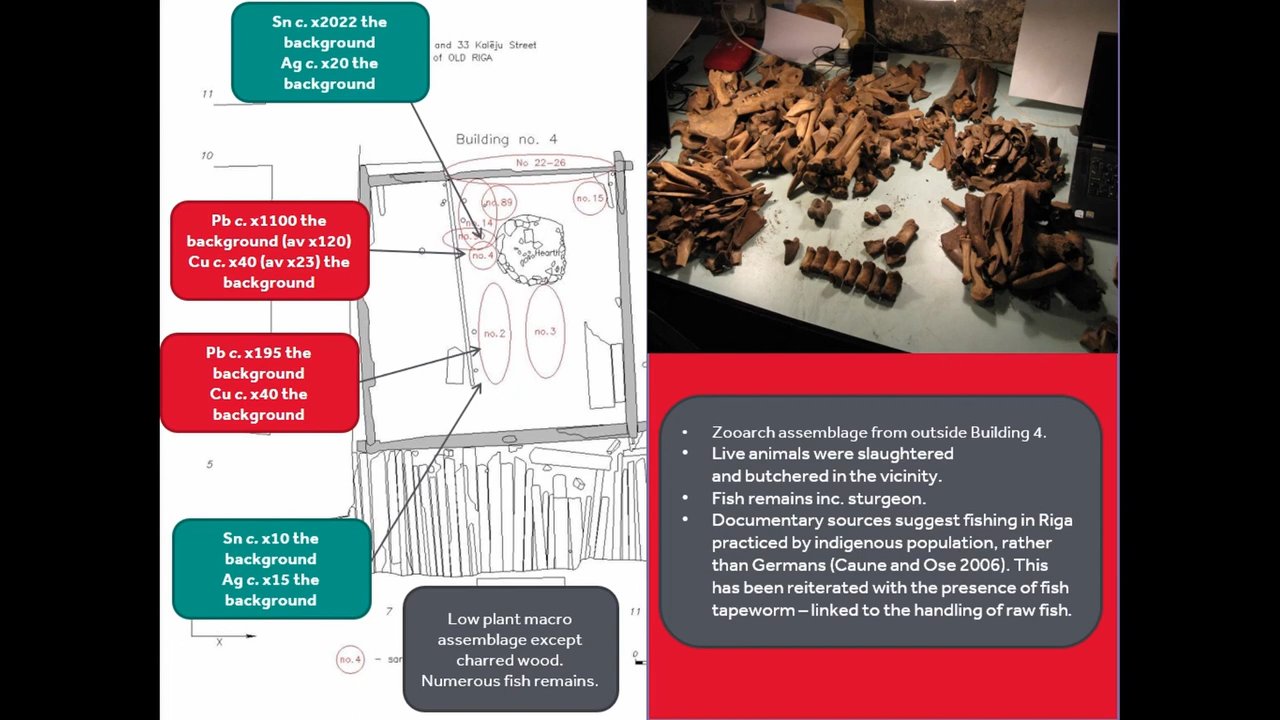 Sn c. x2022 the
background
Ag c. x20 the
background
and 33 Kalēju Street
of OLD RIGA
11
Building no. 4
10
No 22-26
no.89
no.15
no.14
Pb c. x1100 the
background (av x120)
Cu c. x40 (av x23) the
background
no.4
Hearth
no.2
no.3
Pb c. x195 the
background
Cu c. x40 the
background
5
Sn c. x10 the
background
Ag c. x15 the
background
7
11
X
no.4
0
Low plant macro
assemblage except
charred wood.
Numerous fish remains.
• Zooarch assemblage from outside Building 4.
• Live animals were slaughtered
and butchered in the vicinity.
• Fish remains inc. sturgeon.
• Documentary sources suggest fishing in Riga
practiced by indigenous population, rather
than Germans (Caune and Ose 2006). This
has been reiterated with the presence of fish
tapeworm – linked to the handling of raw fish.